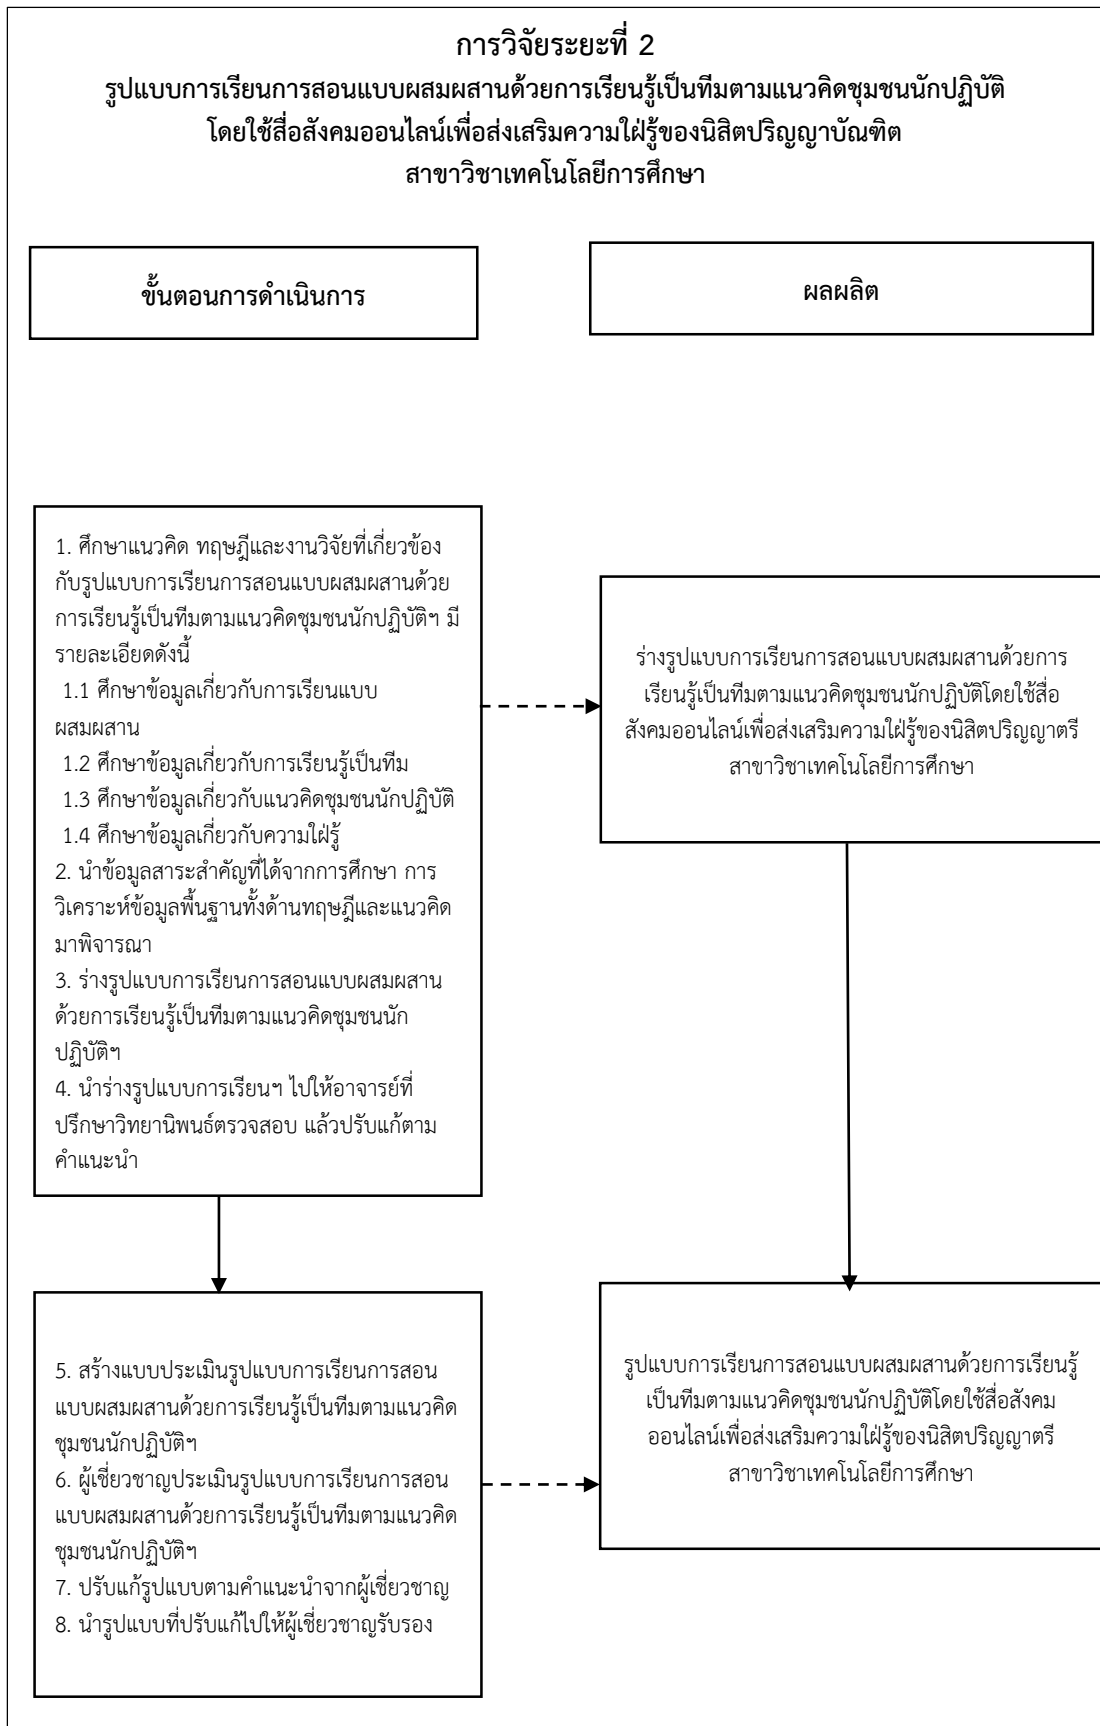 การวิจัยระยะที่ 2
รูปแบบการเรียนการสอนแบบผสมผสานด้วยการเรียนรู้เป็นทีมตามแนวคิดชุมชนนักปฏิบัติ
โดยใช้สื่อสังคมออนไลน์เพื่อส่งเสริมความใฝ่รู้ของนิสิตปริญญาบัณฑิต
สาขาวิชาเทคโนโลยีการศึกษา
ขั้นตอนการดำเนินการ
ผลผลิต
1. ศึกษาแนวคิด ทฤษฎีและงานวิจัยที่เกี่ยวข้อง
กับรูปแบบการเรียนการสอนแบบผสมผสานด้วย
การเรียนรู้เป็นทีมตามแนวคิดชุมชนนักปฏิบัติฯ มี
รายละเอียดดังนี้
1.1 ศึกษาข้อมูลเกี่ยวกับการเรียนแบบ
ผสมผสาน
1.2 ศึกษาข้อมูลเกี่ยวกับการเรียนรู้เป็นทีม
1.3 ศึกษาข้อมูลเกี่ยวกับแนวคิดชุมชนนักปฏิบัติ
1.4 ศึกษาข้อมูลเกี่ยวกับความใฝ่รู้
2. นำข้อมูลสาระสำคัญที่ได้จากการศึกษา การ
วิเคราะห์ข้อมูลพื้นฐานทั้งด้านทฤษฎีและแนวคิด
มาพิจารณา
3. ร่างรูปแบบการเรียนการสอนแบบผสมผสาน
ด้วยการเรียนรู้เป็นทีมตามแนวคิดชุมชนนัก
ปฏิบัติฯ
4. นำร่างรูปแบบการเรียนฯ ไปให้อาจารย์ที่
ปรึกษาวิทยานิพนธ์ตรวจสอบ แล้วปรับแก้ตาม
คำแนะนำ
ร่างรูปแบบการเรียนการสอนแบบผสมผสานด้วยการ
เรียนรู้เป็นทีมตามแนวคิดชุมชนนักปฏิบัติโดยใช้สื่อ
สังคมออนไลน์เพื่อส่งเสริมความใฝ่รู้ของนิสิตปริญญาตรี
สาขาวิชาเทคโนโลยีการศึกษา
5. สร้างแบบประเมินรูปแบบการเรียนการสอน
แบบผสมผสานด้วยการเรียนรู้เป็นทีมตามแนวคิด
ชุมชนนักปฏิบัติฯ
6. ผู้เชี่ยวชาญประเมินรูปแบบการเรียนการสอน
แบบผสมผสานด้วยการเรียนรู้เป็นทีมตามแนวคิด
ชุมชนนักปฏิบัติฯ
7. ปรับแก้รูปแบบตามคำแนะนำจากผู้เชี่ยวชาญ
8. นำรูปแบบที่ปรับแก้ไปให้ผู้เชี่ยวชาญรับรอง
รูปแบบการเรียนการสอนแบบผสมผสานด้วยการเรียนรู้
เป็นทีมตามแนวคิดชุมชนนักปฏิบัติโดยใช้สื่อสังคม
ออนไลน์เพื่อส่งเสริมความใฝ่รู้ของนิสิตปริญญาตรี
สาขาวิชาเทคโนโลยีการศึกษา